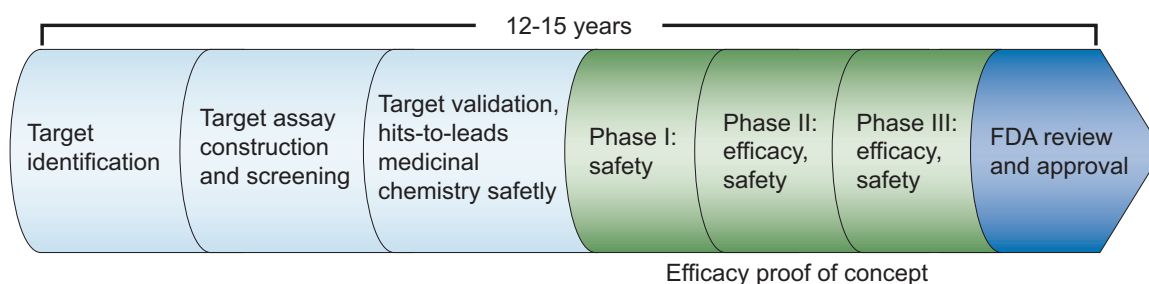 12-15 years
Target
identification
Target assay
construction
and screening
Target validation,
hits-to-leads
medicinal
chemistry safetly
Phase I:
safety
Phase II:
efficacy,
safety
Phase III:
efficacy,
safety
FDA review
and approval
Efficacy proof of concept